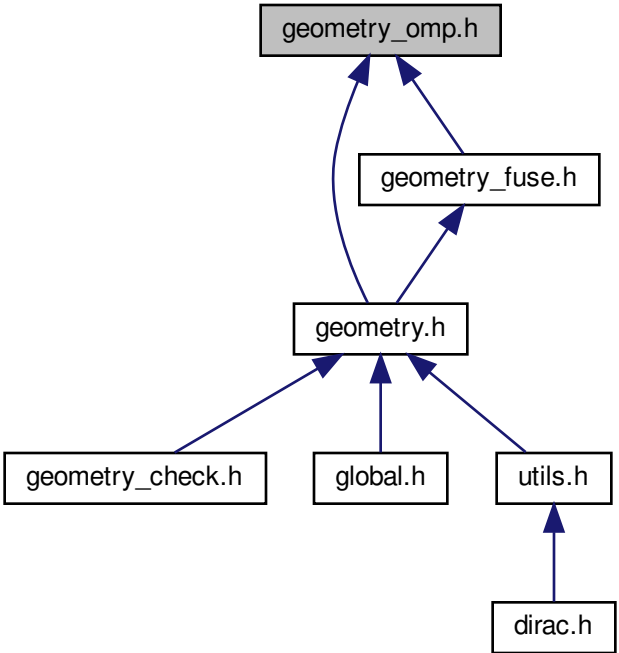 geometry_omp.h
geometry_fuse.h
geometry.h
geometry_check.h
global.h
utils.h
dirac.h